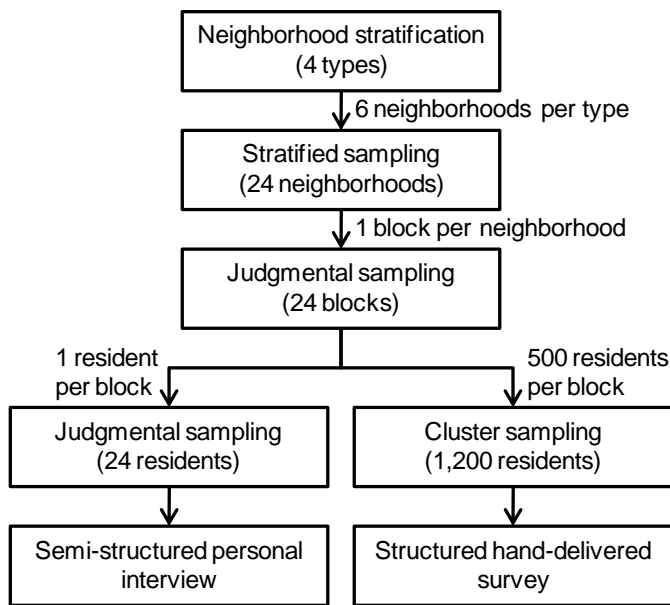 Neighborhood stratification
(4 types)
6 neighborhoods per type
Stratified sampling
(24 neighborhoods)
1 block per neighborhood
Judgmental sampling
(24 blocks)
1 resident
per block
500 residents
per block
Judgmental sampling
(24 residents)
Cluster sampling
(1,200 residents)
Semi-structured personal
interview
Structured hand-delivered
survey